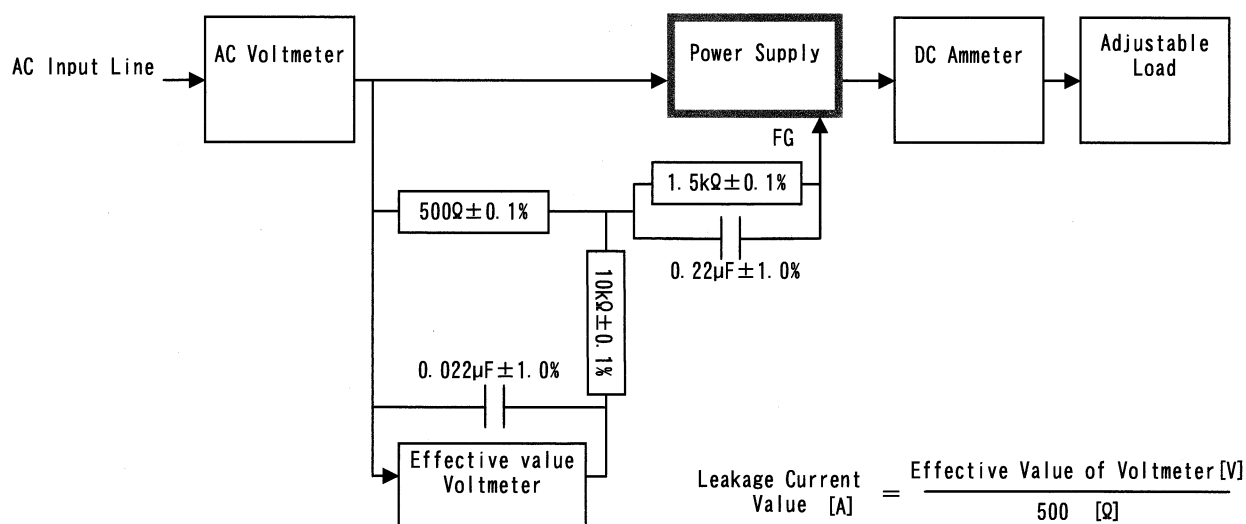 AC Input Line
AC Voltmeter
Power Supply
DC Ammeter
Adjustable
Load
FG
1.5kΩ±0.1%
500Ω±0.1%
0.22μF±1.0%
10kΩ±0.1%
0.022μF±1.0%
Effective value
Voltmeter
Leakage Current
Value [A]
=
Effective Value of Voltmeter[V]
500 [Ω]